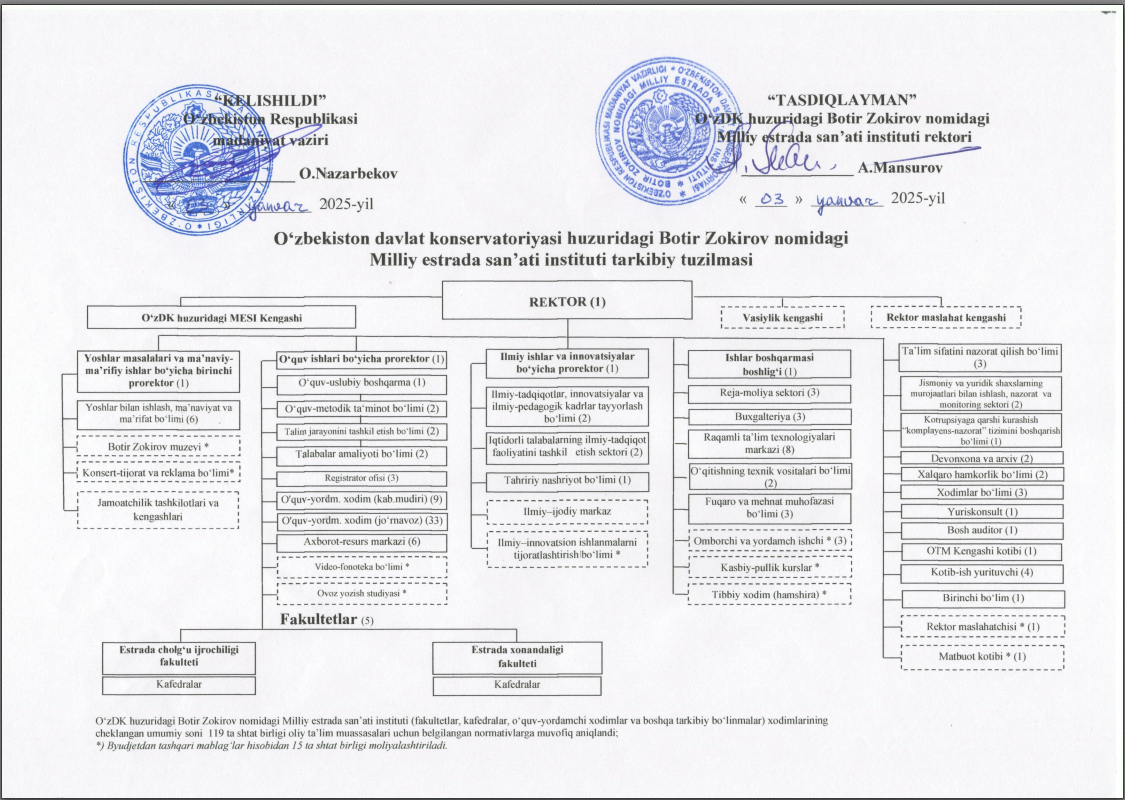 “KELISHILDI”
O‘zbekiston Respublikasi
madaniyat vaziri
O.Nazarbekov
« 03 » yanvar 2025-yil
“TASDIQLAYMAN”
O‘zDK huzuridagi Botir Zokirov nomidagi
Milliy estrada san’ati instituti rektori
A.Mansurov
« 03 » yanvar 2025-yil
O‘zbekiston davlat konservatoriyasi huzuridagi Botir Zokirov nomidagi
Milliy estrada san’ati instituti tarkibiy tuzilmasi
REKTOR (1)
O‘zDK huzuridagi MESI Kengashi
Vasiylik kengashi
Rektor maslahat kengashi
Yoshlar masalalari va ma’naviy-
ma’rifiy ishlar bo‘yicha birinchi
prorektor (1)
Yoshlar bilan ishlash, ma’naviyat va
ma’rifat bo‘limi (6)
Botir Zokirov muzeyi *
Konsert-tijorat va reklama bo‘limi*
Jamoatchilik tashkilotlari va
kengashlari
O‘quv ishlari bo‘yicha prorektor (1)
O‘quv-uslubiy boshqarma (1)
O‘quv-metodik ta’minot bo‘limi (2)
Talim jarayonini tashkil etish bo‘limi (2)
Talabalar amaliyoti bo‘limi (2)
Registrator ofisi (3)
O'quv-yordm. xodim (kab.mudiri) (9)
O'quv-yordm. xodim (jo‘rnavoz) (33)
Axborot-resurs markazi (6)
Video-fonoteka bo‘limi *
Ovoz yozish studiyasi *
Ilmiy ishlar va innovatsiyalar
bo‘yicha prorektor (1)
Ilmiy-tadqiqotlar, innovatsiyalar va
ilmiy-pedagogik kadrlar tayyorlash
bo‘limi (2)
Iqtidorli talabalarning ilmiy-tadqiqot
faoliyatini tashkil etish sektori (2)
Tahririy nashriyot bo‘limi (1)
Ilmiy–ijodiy markaz
Ilmiy–innovatsion ishlanmalarni
tijoratlashtirish bo‘limi *
Ishlar boshqarmasi
boshlig‘i (1)
Reja-moliya sektori (3)
Buxgalteriya (3)
Raqamli ta’lim texnologiyalari
markazi (8)
O‘qitishning texnik vositalari bo‘limi
(2)
Fuqaro va mehnat muhofazasi
bo‘limi (3)
Omborchi va yordamch ishchi * (3)
Kasbiy-pullik kurslar *
Tibbiy xodim (hamshira) *
Ta’lim sifatini nazorat qilish bo‘limi
(3)
Jismoniy va yuridik shaxslarning
murojaatlari bilan ishlash, nazorat va
monitoring sektori (2)
Korrupsiyaga qarshi kurashish
“komplayens-nazorat” tizimini boshqarish
bo‘limi (1)
Devonxona va arxiv (2)
Xalqaro hamkorlik bo‘limi (2)
Xodimlar bo‘limi (3)
Yuriskonsult (1)
Bosh auditor (1)
OTM Kengashi kotibi (1)
Kotib-ish yurituvchi (4)
Birinchi bo‘lim (1)
Rektor maslahatchisi * (1)
Matbuot kotibi * (1)
Fakultetlar (5)
Estrada cholg‘u ijrochiligi
fakulteti
Kafedralar
Estrada xonandaligi
fakulteti
Kafedralar
O‘zDK huzuridagi Botir Zokirov nomidagi Milliy estrada san’ati instituti (fakultetlar, kafedralar, o‘quv-yordamchi xodimlar va boshqa tarkibiy bo‘linmalar) xodimlarining
cheklangan umumiy soni 119 ta shtat birligi oliy ta’lim muassasalari uchun belgilangan normativlarga muvofiq aniqlandi;
*) Byudjetdan tashqari mablag‘lar hisobidan 15 ta shtat birligi moliyalashtiriladi.